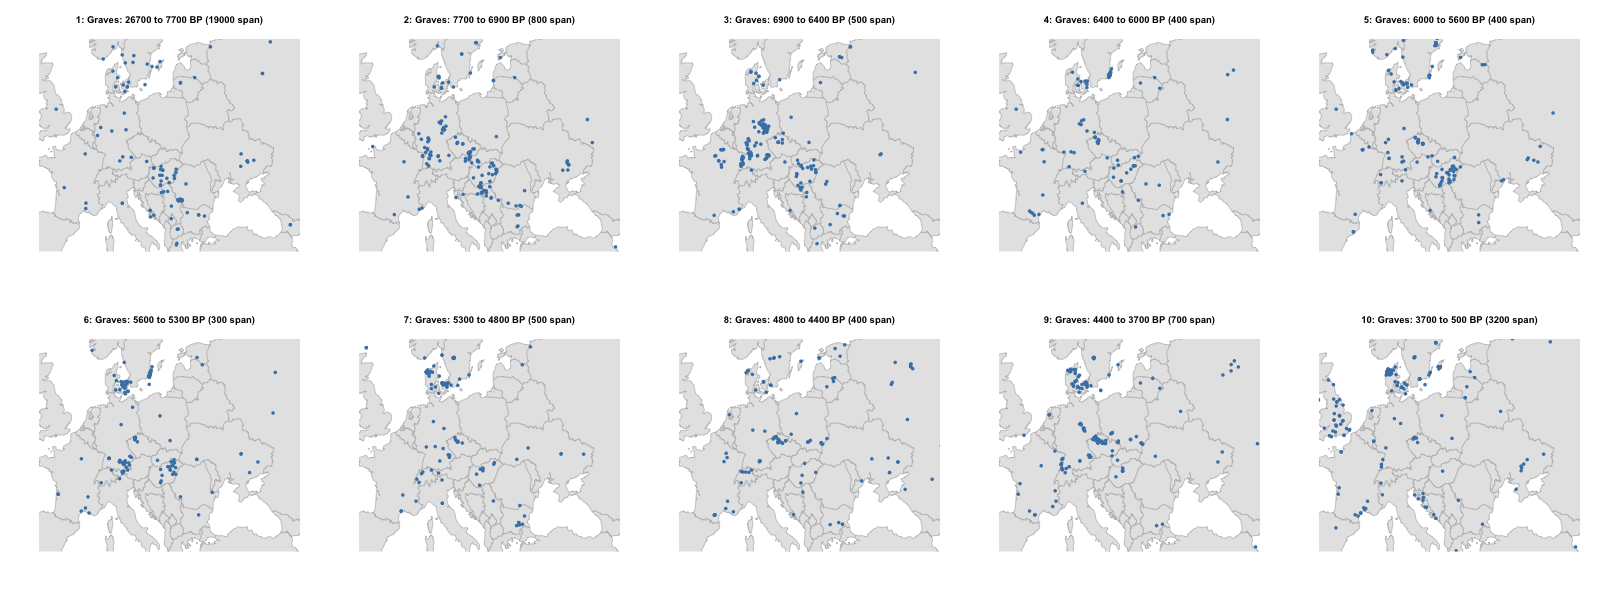 1: Graves: 26700 to 7700 BP (19000 span)
2: Graves: 7700 to 6900 BP (800 span)
3: Graves: 6900 to 6400 BP (500 span)
4: Graves: 6400 to 6000 BP (400 span)
5: Graves: 6000 to 5600 BP (400 span)
6: Graves: 5600 to 5300 BP (300 span)
7: Graves: 5300 to 4800 BP (500 span)
8: Graves: 4800 to 4400 BP (400 span)
9: Graves: 4400 to 3700 BP (700 span)
10: Graves: 3700 to 500 BP (3200 span)